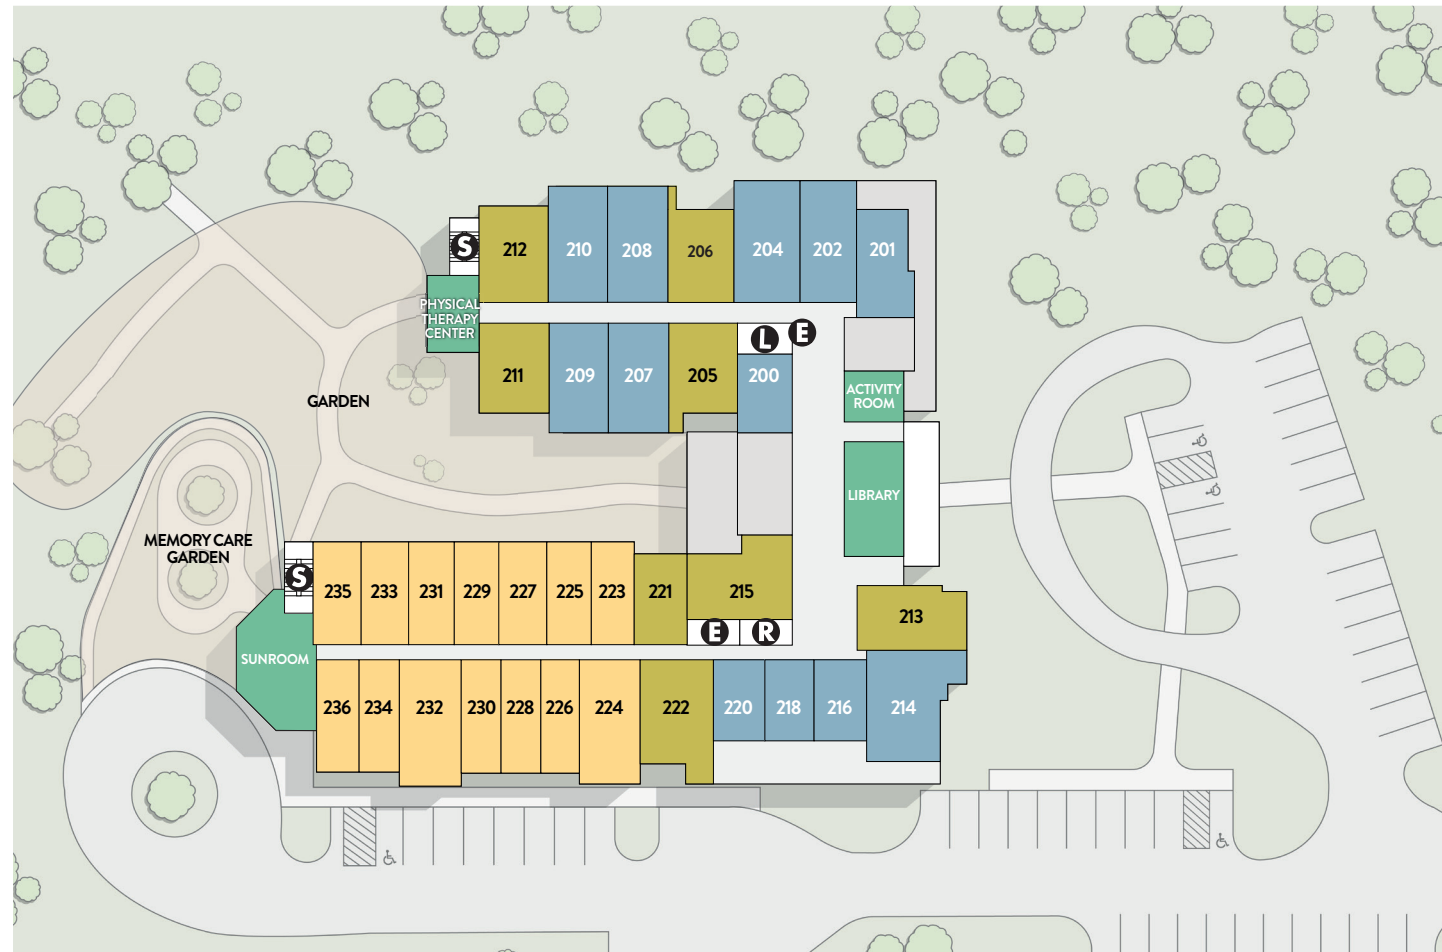 S
212
210
208
206
204
202
201
PHYSICAL
THERAPY
CENTER
L
E
211
209
207
205
200
ACTIVITY
ROOM
GARDEN
LIBRARY
MEMORY CARE
GARDEN
S
235
233
231
229
227
225
223
221
215
213
E
R
SUNROOM
236
234
232
230
228
226
224
222
220
218
216
214